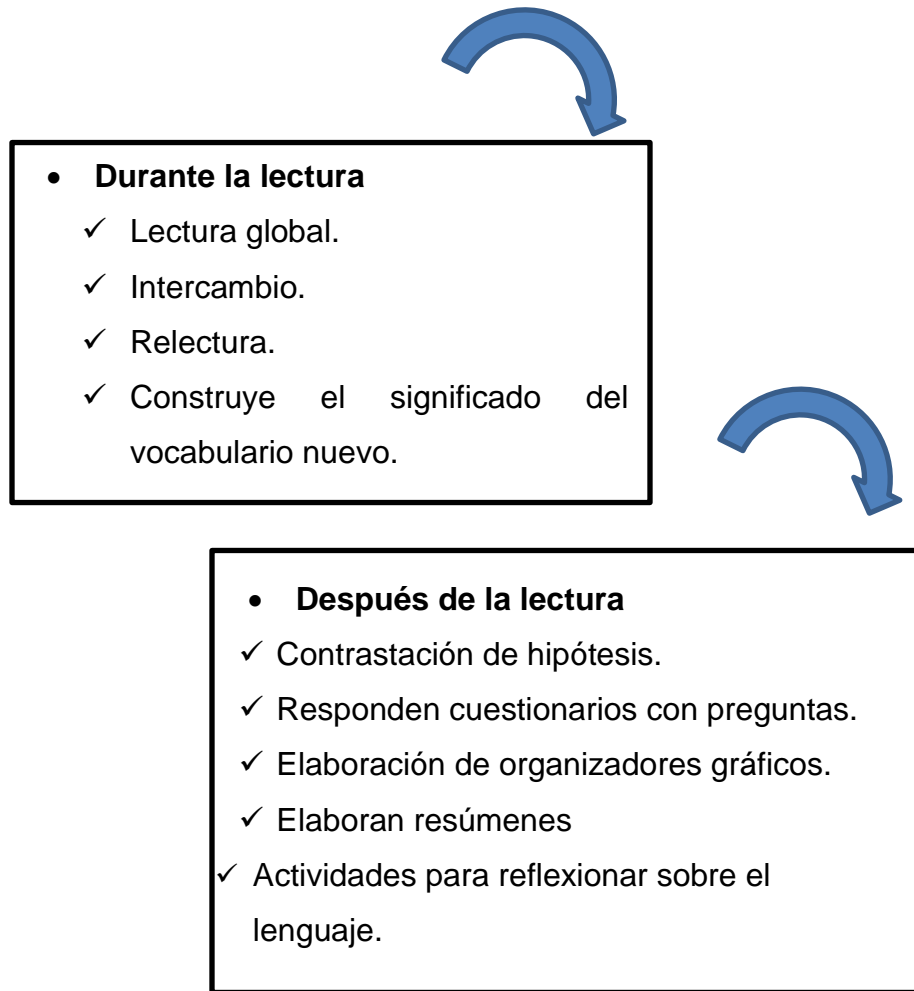 • Durante la lectura
✓ Lectura global.
✓ Intercambio.
✓ Relectura.
✓ Construye el significado del
vocabulario nuevo.
• Después de la lectura
✓ Contrastación de hipótesis.
✓ Responden cuestionarios con preguntas.
✓ Elaboración de organizadores gráficos.
✓ Elaboran resúmenes
✓ Actividades para reflexionar sobre el
lenguaje.